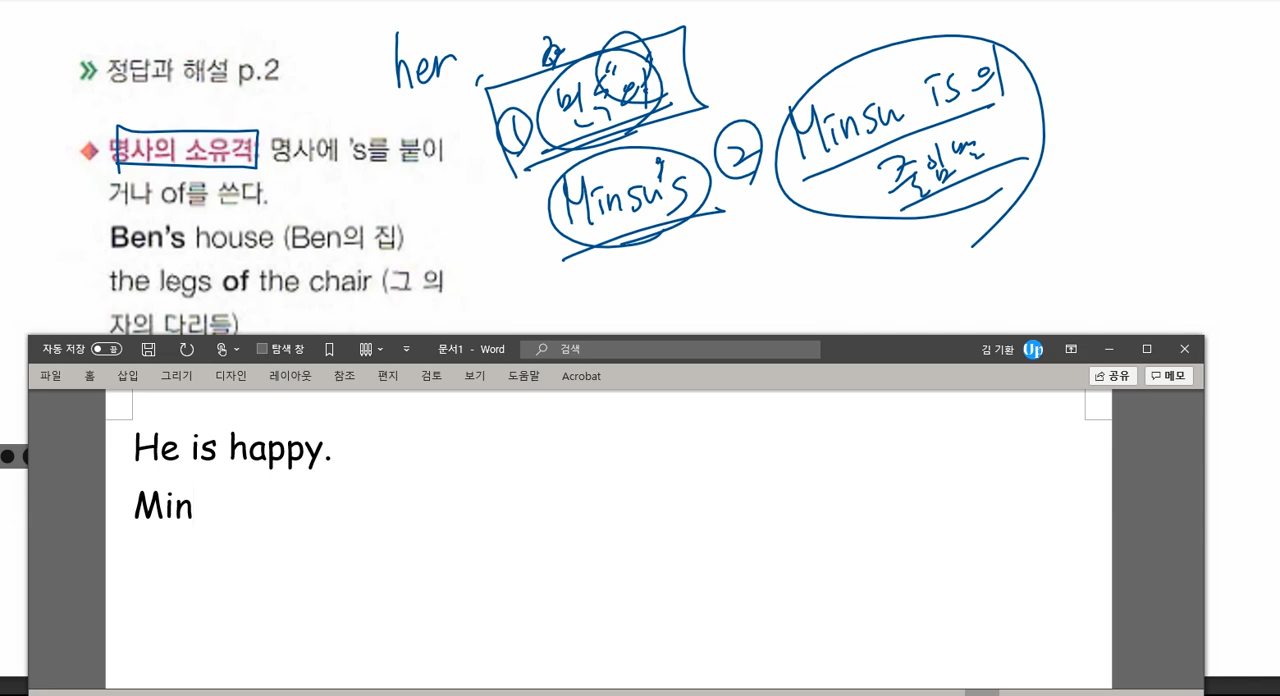 » 정답과 해설 p.2
her
① 민수의
Minsu's
② Minsu is의
줄임말
◆ 명사의 소유격: 명사에 's를 붙이
거나 of를 쓴다.
Ben's house (Ben의 집)
the legs of the chair (그 의
자의 다리들)
자동 저장 끔 탐색 창 문서1 - Word 검색 김 기환 Up
파일 홈 삽입 그리기 디자인 레이아웃 참조 편지 검토 보기 도움말 Acrobat 공유 메모
He is happy.
Min